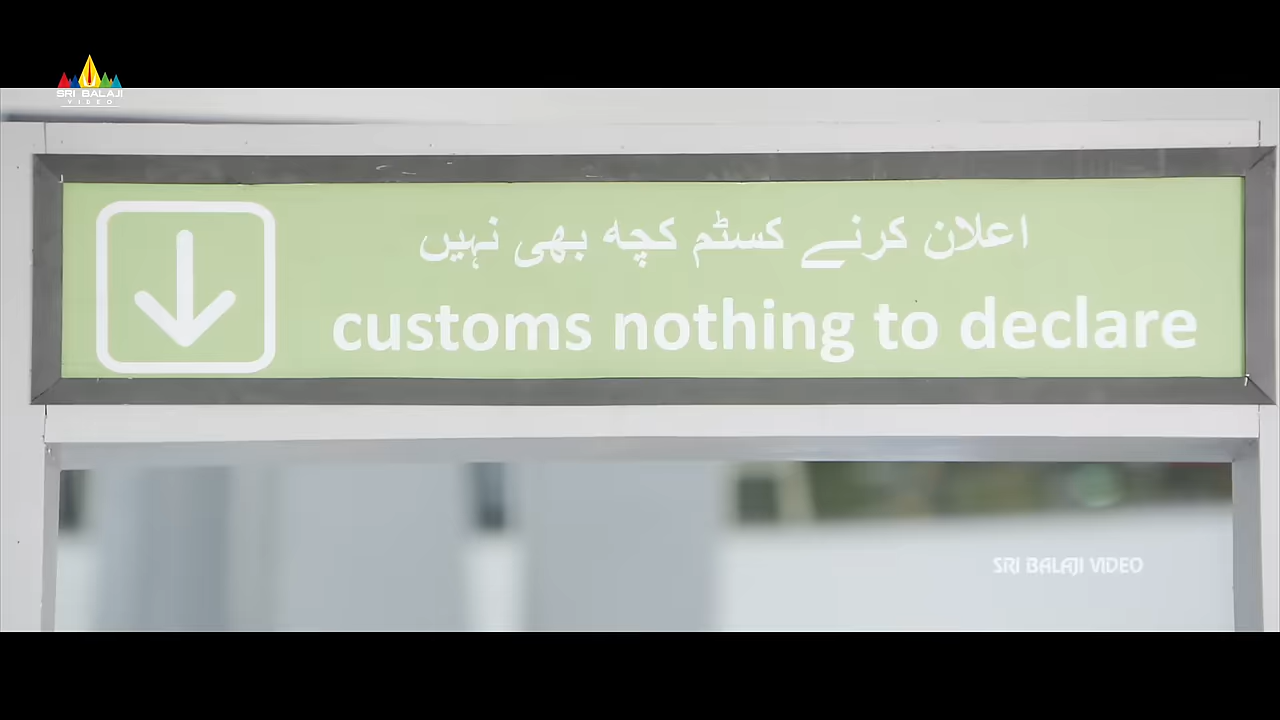 SRI BALAJI
VIDEO
اعلان کرنے کسٹم کچھ بھی نہیں
customs nothing to declare
SRI BALAJI VIDEO